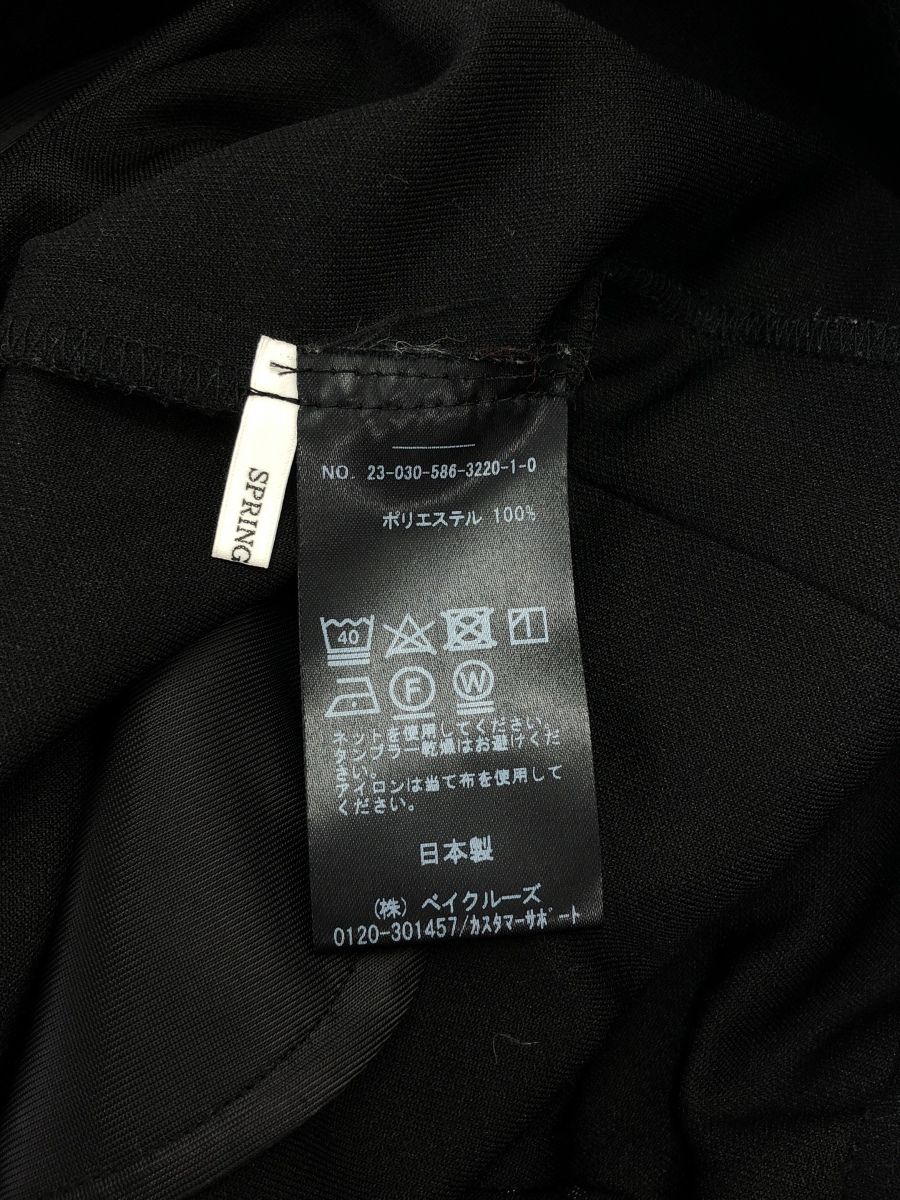 SPRING
NO. 23-030-586-3220-1-0
ポリエステル 100%
40
F W
ネットを使用してください。
タンブラー乾燥はお避けくだ
さい。
アイロンは当て布を使用して
ください。
日本製
(株) ベイクルーズ
0120-301457/カスタマーサポート